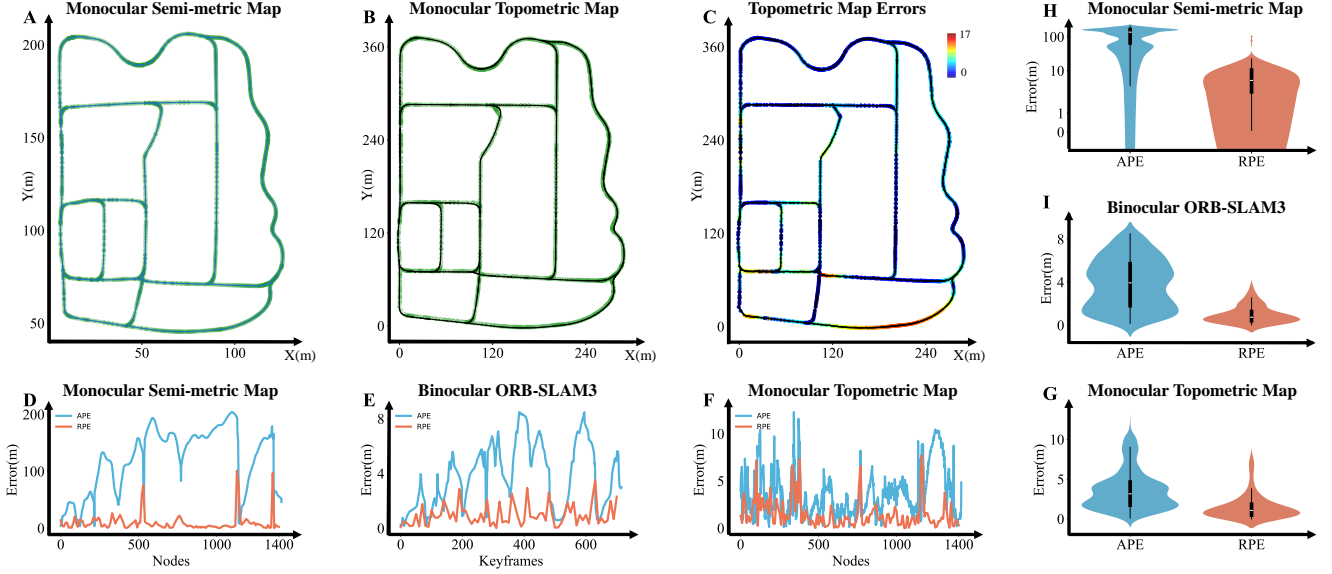 A Monocular Semi-metric Map
200
150
100
50
Y(m)
50 100 X(m)
B Monocular Topometric Map
360
240
120
0
Y(m)
0 120 240 X(m)
C Topometric Map Errors
17
0
360
240
120
0
Y(m)
0 120 240 X(m)
H Monocular Semi-metric Map
100
10
1
0
Error(m)
APE RPE
I Binocular ORB-SLAM3
8
4
0
Error(m)
APE RPE
D Monocular Semi-metric Map
APE
RPE
200
100
0
Error(m)
0 500 1000 1400
Nodes
E Binocular ORB-SLAM3
APE
RPE
8
4
0
Error(m)
0 200 400 600
Keyframes
F Monocular Topometric Map
APE
RPE
10
5
0
Error(m)
0 500 1000 1400
Nodes
G Monocular Topometric Map
10
5
0
Error(m)
APE RPE